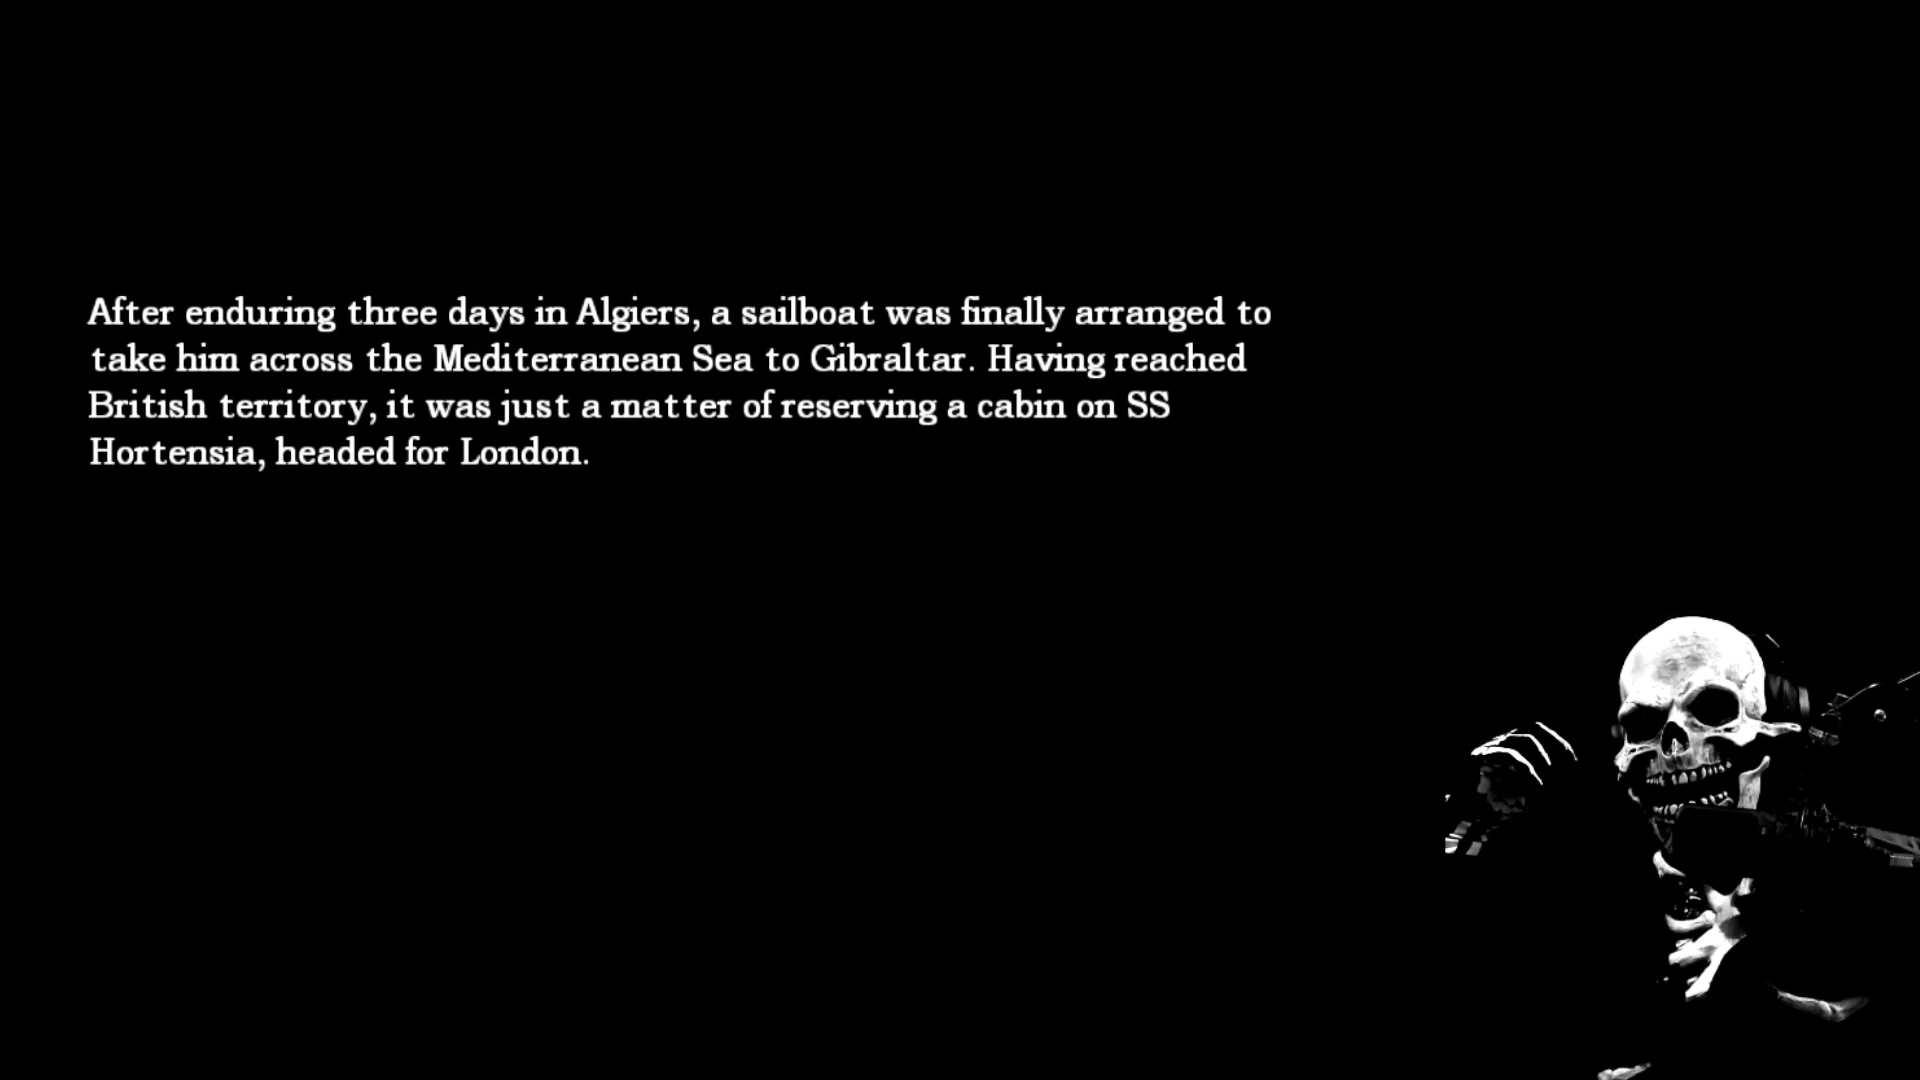 After enduring three days in Algiers, a sailboat was finally arranged to
take him across the Mediterranean Sea to Gibraltar. Having reached
British territory, it was just a matter of reserving a cabin on SS
Hortensia, headed for London.